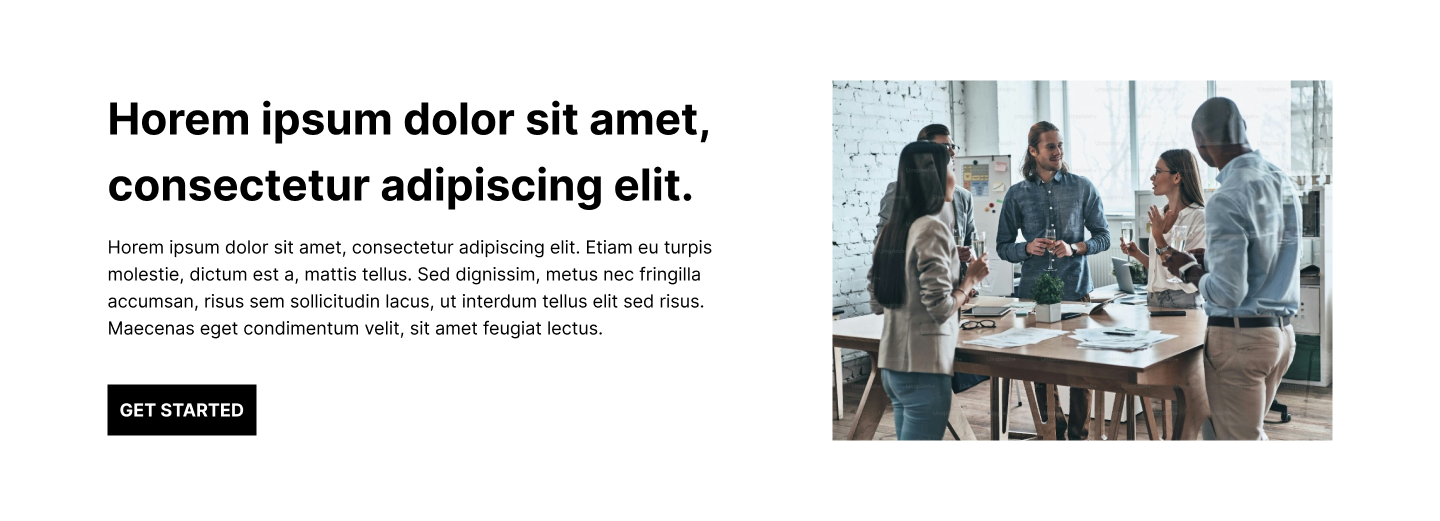 Horem ipsum dolor sit amet,
consectetur adipiscing elit.
Horem ipsum dolor sit amet, consectetur adipiscing elit. Etiam eu turpis
molestie, dictum est a, mattis tellus. Sed dignissim, metus nec fringilla
accumsan, risus sem sollicitudin lacus, ut interdum tellus elit sed risus.
Maecenas eget condimentum velit, sit amet feugiat lectus.
GET STARTED